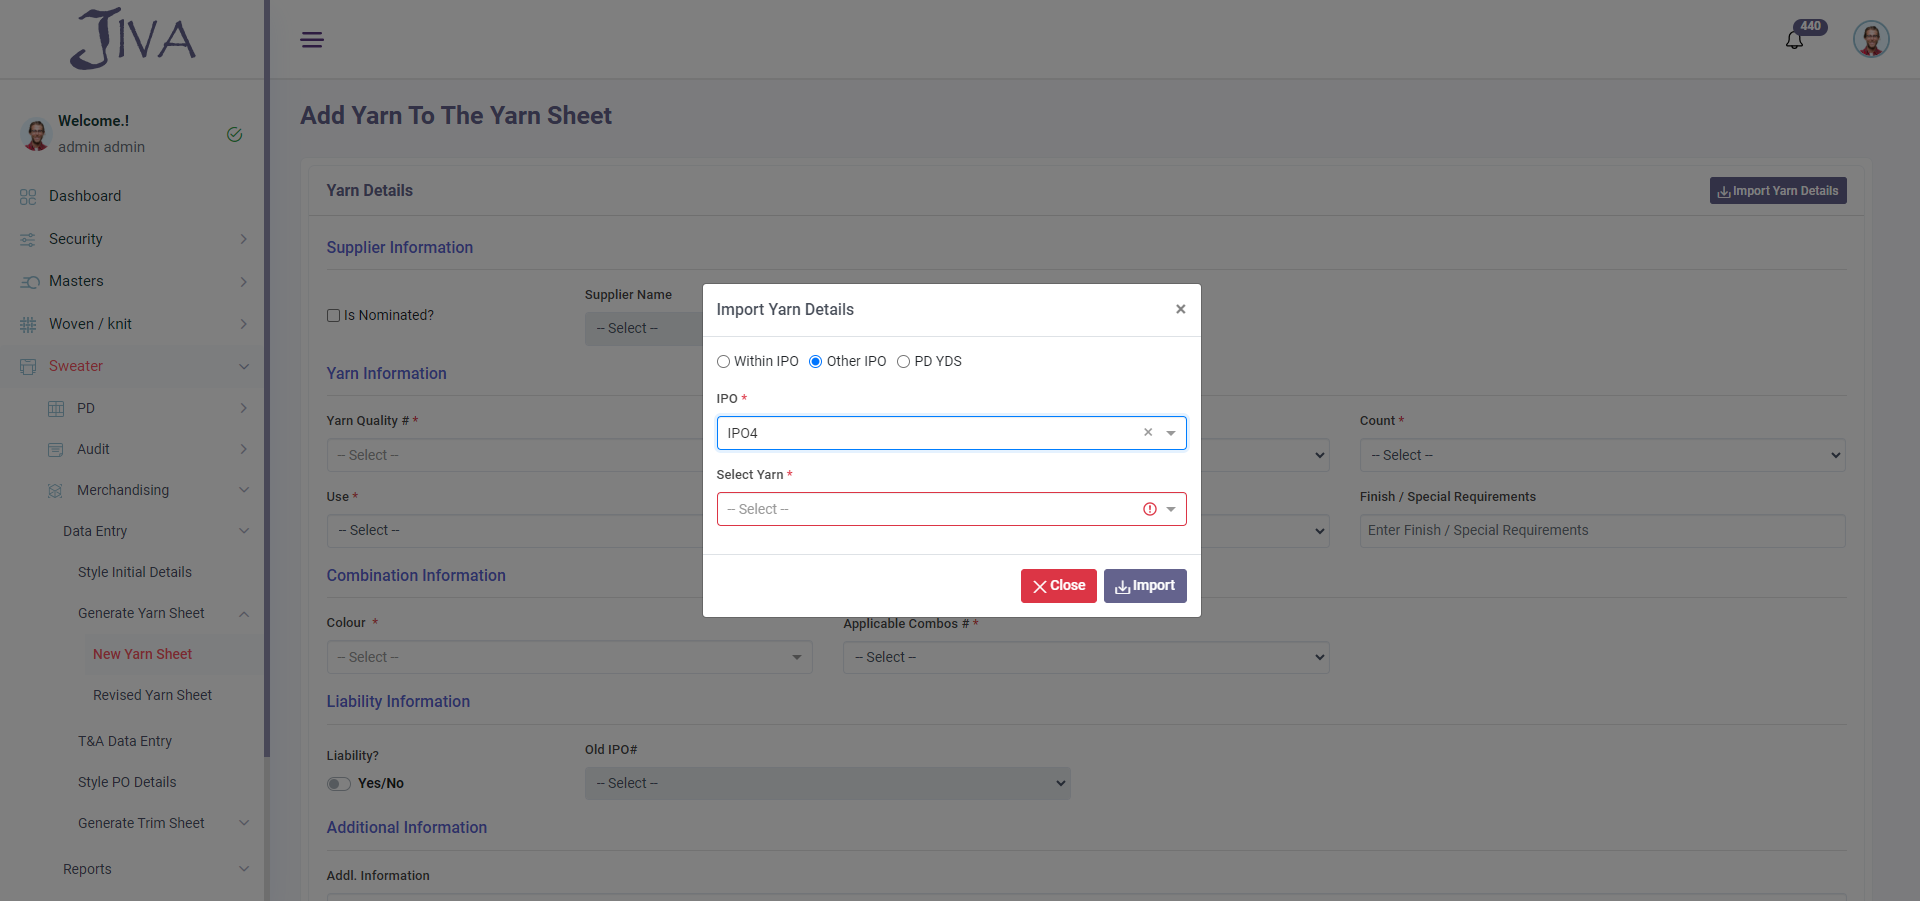 JIVA
440
Welcome.!
admin admin
Dashboard
Security
Masters
Woven / knit
Sweater
PD
Audit
Merchandising
Data Entry
Style Initial Details
Generate Yarn Sheet
New Yarn Sheet
Revised Yarn Sheet
T&A Data Entry
Style PO Details
Generate Trim Sheet
Reports
Add Yarn To The Yarn Sheet
Yarn Details
Import Yarn Details
Supplier Information
Is Nominated?
Supplier Name
-- Select --
Yarn Information
Yarn Quality # *
-- Select --
Count *
-- Select --
Use *
-- Select --
Finish / Special Requirements
Enter Finish / Special Requirements
Combination Information
Colour *
-- Select --
Applicable Combos # *
-- Select --
Liability Information
Liability?
Yes/No
Old IPO#
-- Select --
Additional Information
Addl. Information
Import Yarn Details
×
Within IPO Other IPO PD YDS
IPO *
IPO4 ×
Select Yarn *
-- Select --
Close
Import